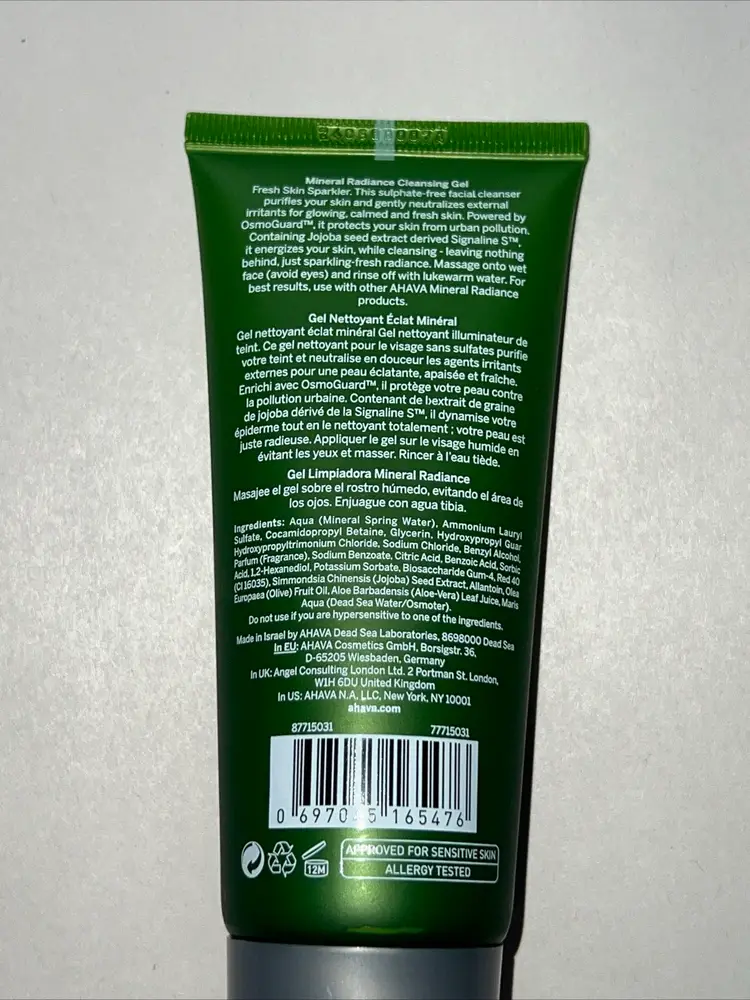 Mineral Radiance Cleansing Gel
Fresh Skin Sparkler. This sulphate-free facial cleanser
purifies your skin and gently neutralizes external
irritants for glowing, calmed and fresh skin. Powered by
OsmoGuard™, it protects your skin from urban pollution.
Containing Jojoba seed extract derived Signaline S™,
it energizes your skin, while cleansing - leaving nothing
behind, just sparkling-fresh radiance. Massage onto wet
face (avoid eyes) and rinse off with lukewarm water. For
best results, use with other AHAVA Mineral Radiance
products.
Gel Nettoyant Éclat Minéral
Gel nettoyant éclat minéral Gel nettoyant illuminateur de
teint. Ce gel nettoyant pour le visage sans sulfates purifie
votre teint et neutralise en douceur les agents irritants
externes pour une peau éclatante, apaisée et fraîche.
Enrichi avec OsmoGuard™, il protège votre peau contre
la pollution urbaine. Contenant de bextrait de graine
de jojoba dérivé de la Signaline S™, il dynamise votre
épiderme tout en le nettoyant totalement ; votre peau est
juste radieuse. Appliquer le gel sur le visage humide en
évitant les yeux et masser. Rincer à l'eau tiède.
Gel Limpiadora Mineral Radiance
Masajee el gel sobre el rostro húmedo, evitando el área de
los ojos. Enjuague con agua tibia.
Ingredients: Aqua (Mineral Spring Water), Ammonium Lauryl
Sulfate, Cocamidopropyl Betaine, Glycerin, Hydroxypropyl Guar
Hydroxypropyltrimonium Chloride, Sodium Chloride, Benzyl Alcohol,
Parfum (Fragrance), Sodium Benzoate, Citric Acid, Benzoic Acid, Sorbic
Acid, 1,2-Hexanediol, Potassium Sorbate, Biosaccharide Gum-4, Red 40
(CI 16035), Simmondsia Chinensis (Jojoba) Seed Extract, Allantoin, Olea
Europaea (Olive) Fruit Oil, Aloe Barbadensis (Aloe-Vera) Leaf Juice, Maris
Aqua (Dead Sea Water/Osmoter).
Do not use if you are hypersensitive to one of the ingredients.
Made in Israel by AHAVA Dead Sea Laboratories, 8698000 Dead Sea
In EU: AHAVA Cosmetics GmbH, Borsigstr. 36,
D-65205 Wiesbaden, Germany
In UK: Angel Consulting London Ltd. 2 Portman St. London,
W1H 6DU United Kingdom
In US: AHAVA N.A, LLC, New York, NY 10001
ahava.com
87715031 77715031
0 697045 165476
12M
APPROVED FOR SENSITIVE SKIN
ALLERGY TESTED